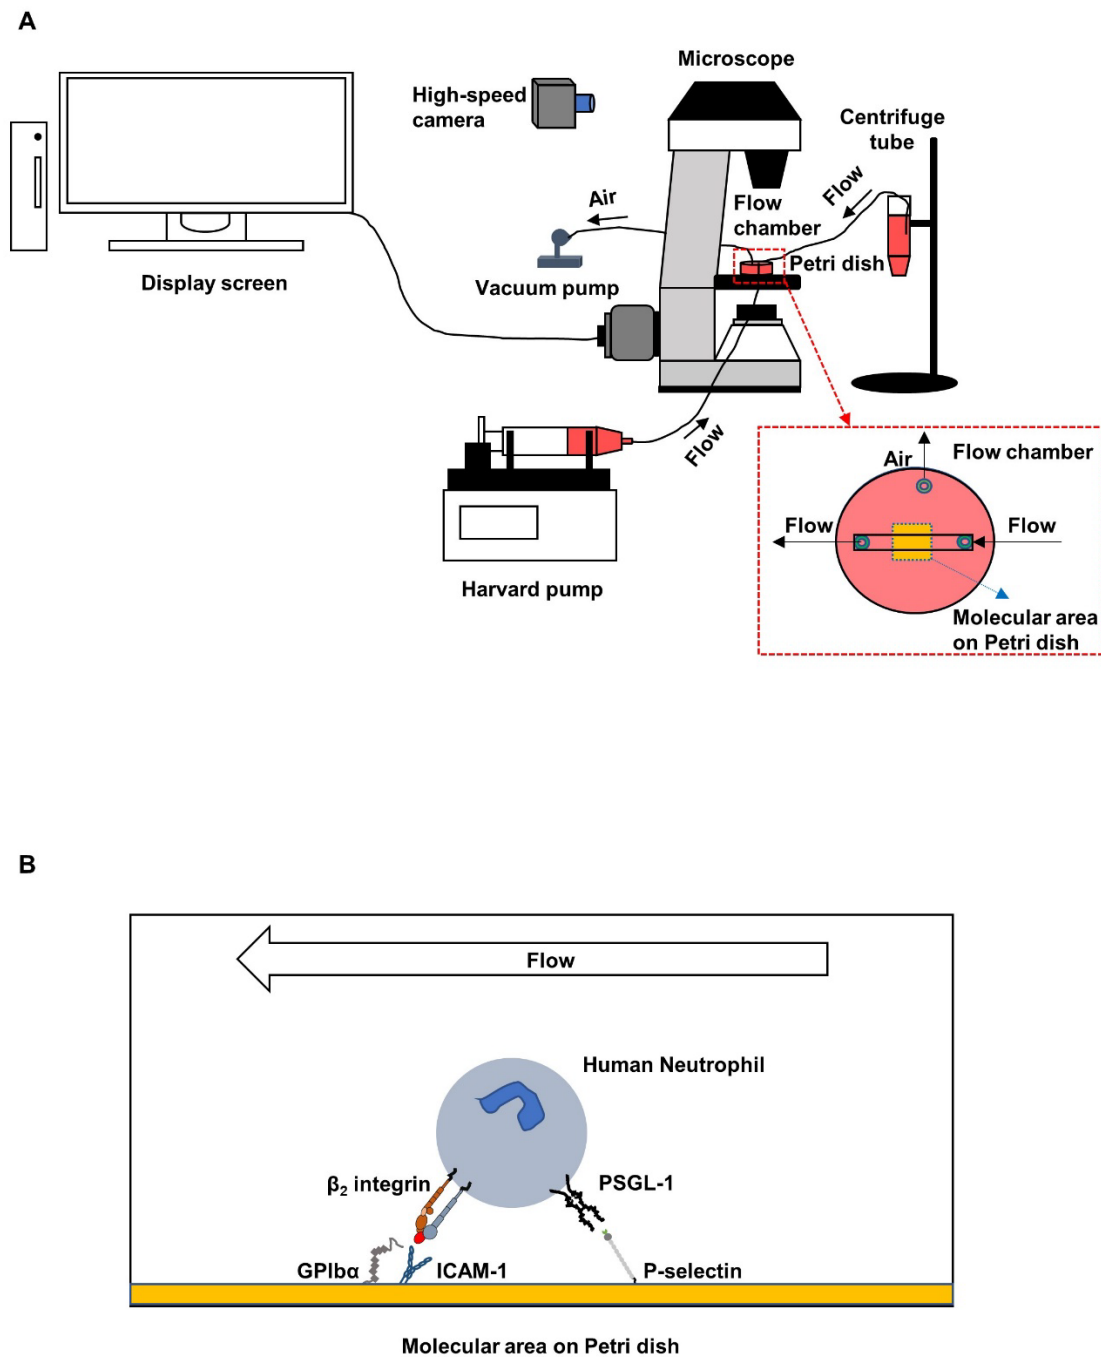 A
Microscope
High-speed
camera
Centrifuge
tube
Air
Flow
Flow
chamber
Petri dish
Display screen
Vacuum pump
Flow
Harvard pump
Air
Flow chamber
Flow
Flow
Molecular area
on Petri dish
B
Flow
Human Neutrophil
β₂ integrin
PSGL-1
GPIbα
ICAM-1
P-selectin
Molecular area on Petri dish